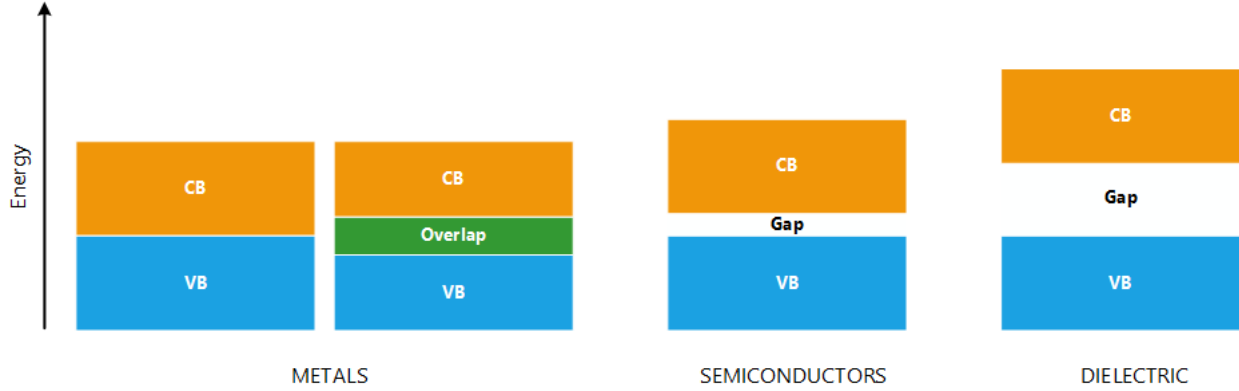 Energy
CB
VB
CB
Overlap
VB
METALS
CB
Gap
VB
SEMICONDUCTORS
CB
Gap
VB
DIELECTRIC